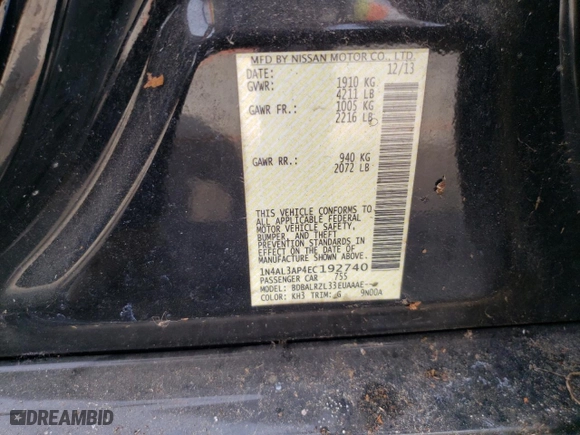 MFD BY NISSAN MOTOR CO., LTD.
DATE: 12/13
GVWR: 1910 KG
4211 LB
GAWR FR.: 1005 KG
2216 LB
GAWR RR.: 940 KG
2072 LB
THIS VEHICLE CONFORMS TO
ALL APPLICABLE FEDERAL
MOTOR VEHICLE SAFETY,
BUMPER, AND THEFT
PREVENTION STANDARDS IN
EFFECT ON THE DATE OF
MANUFACTURE SHOWN ABOVE.
1N4AL3AP4EC192740
PASSENGER CAR 755
MODEL: BDBALRZL33EUAAAE--
COLOR: KH3 TRIM: G 9N00A
DREAMBID